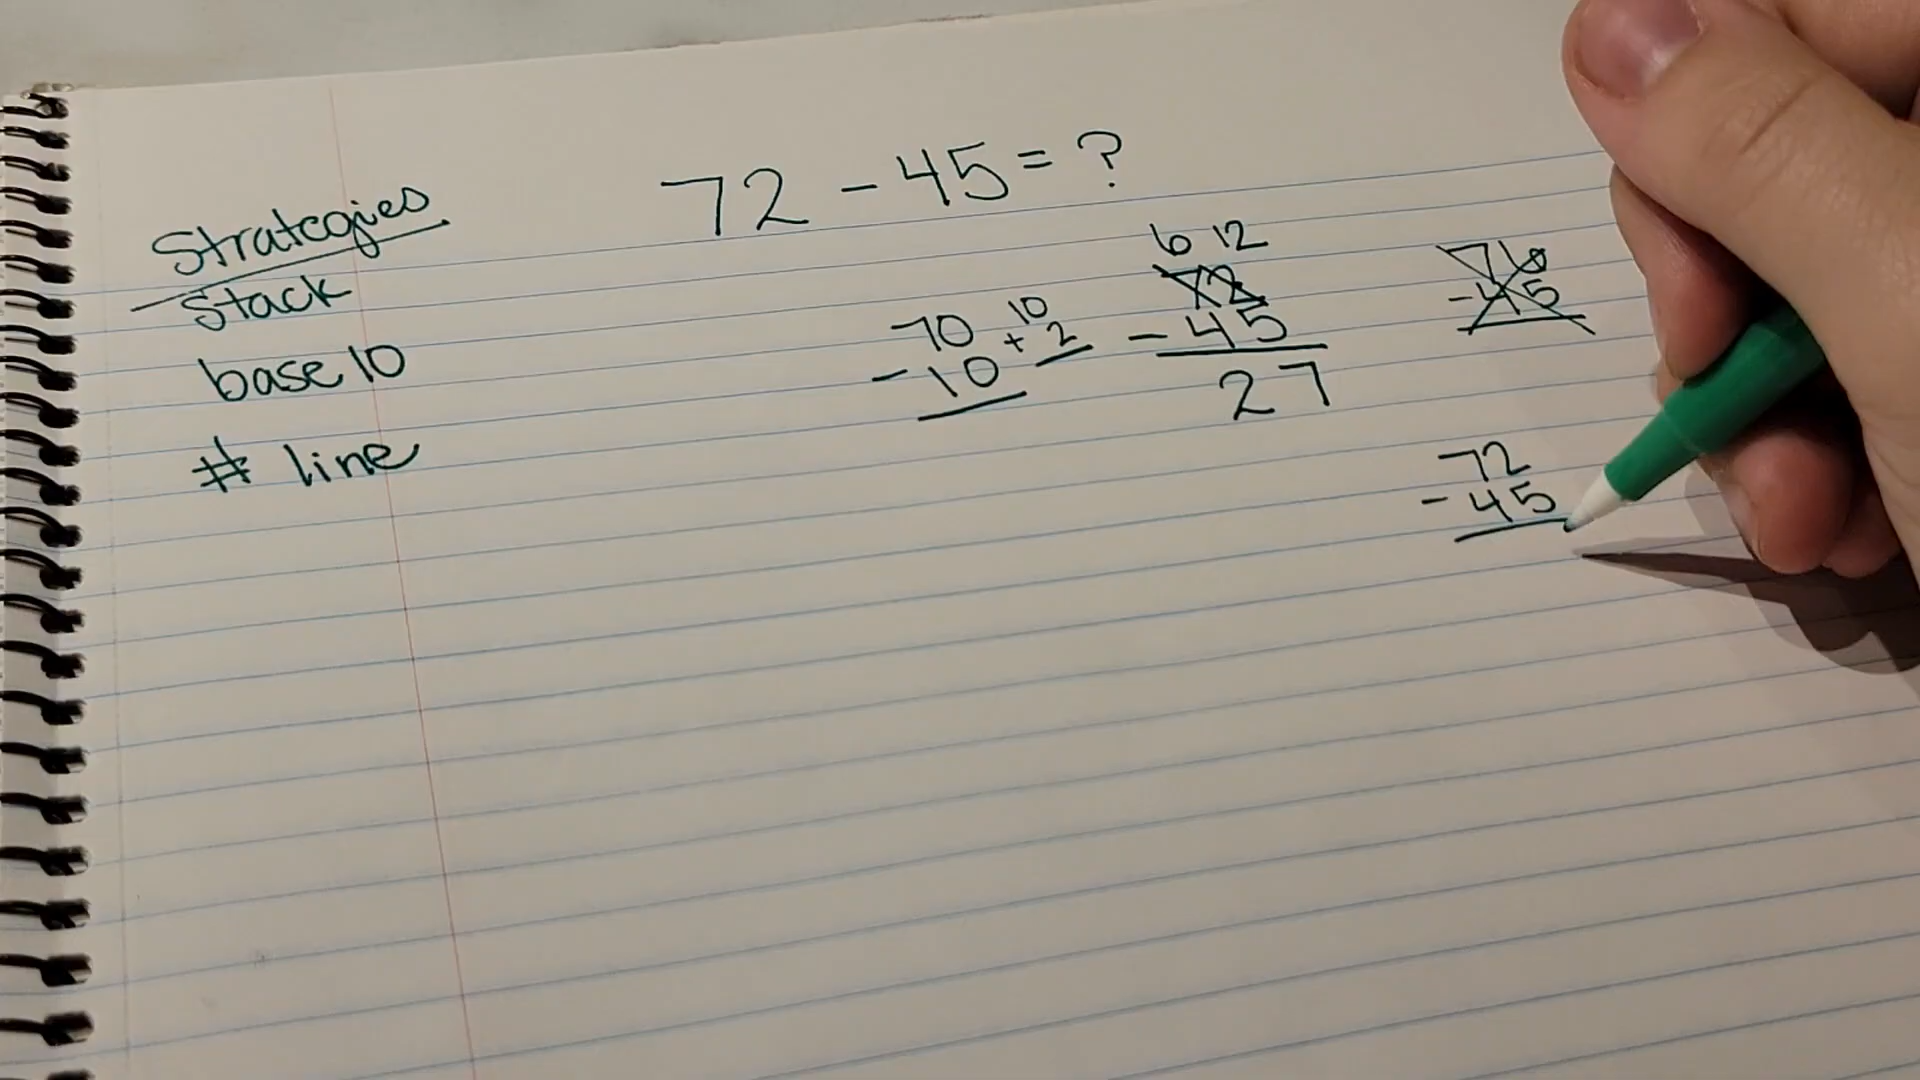 72 - 45 = ?
Strategies
Stack
base 10
# line
70
- 10
10
+ 2
6 12
72
- 45
27
- 45
72
- 45